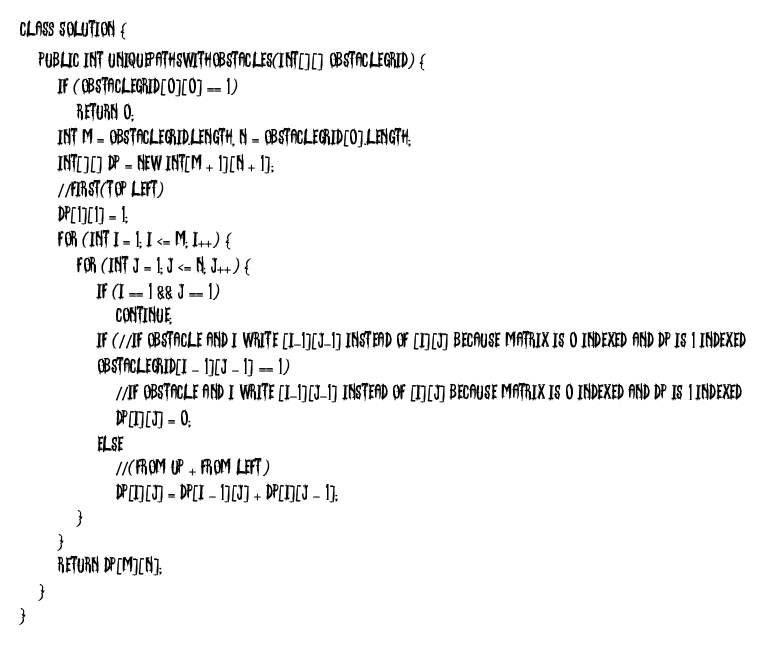 CLASS SOLUTION {
PUBLIC INT UNIQUEPATHSWITHOBSTACLES(INT[][] OBSTACLEGRID) {
IF (OBSTACLEGRID[0][0] == 1)
RETURN 0;
INT M = OBSTACLEGRID.LENGTH, N = OBSTACLEGRID[0].LENGTH;
INT[][] DP = NEW INT[M + 1][N + 1];
//FIRST(TOP LEFT)
DP[1][1] = 1;
FOR (INT I = 1; I <= M; I++) {
FOR (INT J = 1; J <= N; J++) {
IF (I == 1 && J == 1)
CONTINUE;
IF (//IF OBSTACLE AND I WRITE [I-1][J-1] INSTEAD OF [I][J] BECAUSE MATRIX IS 0 INDEXED AND DP IS 1 INDEXED
OBSTACLEGRID[I - 1][J - 1] == 1)
//IF OBSTACLE AND I WRITE [I-1][J-1] INSTEAD OF [I][J] BECAUSE MATRIX IS 0 INDEXED AND DP IS 1 INDEXED
DP[I][J] = 0;
ELSE
//(FROM UP + FROM LEFT)
DP[I][J] = DP[I - 1][J] + DP[I][J - 1];
}
}
RETURN DP[M][N];
}
}